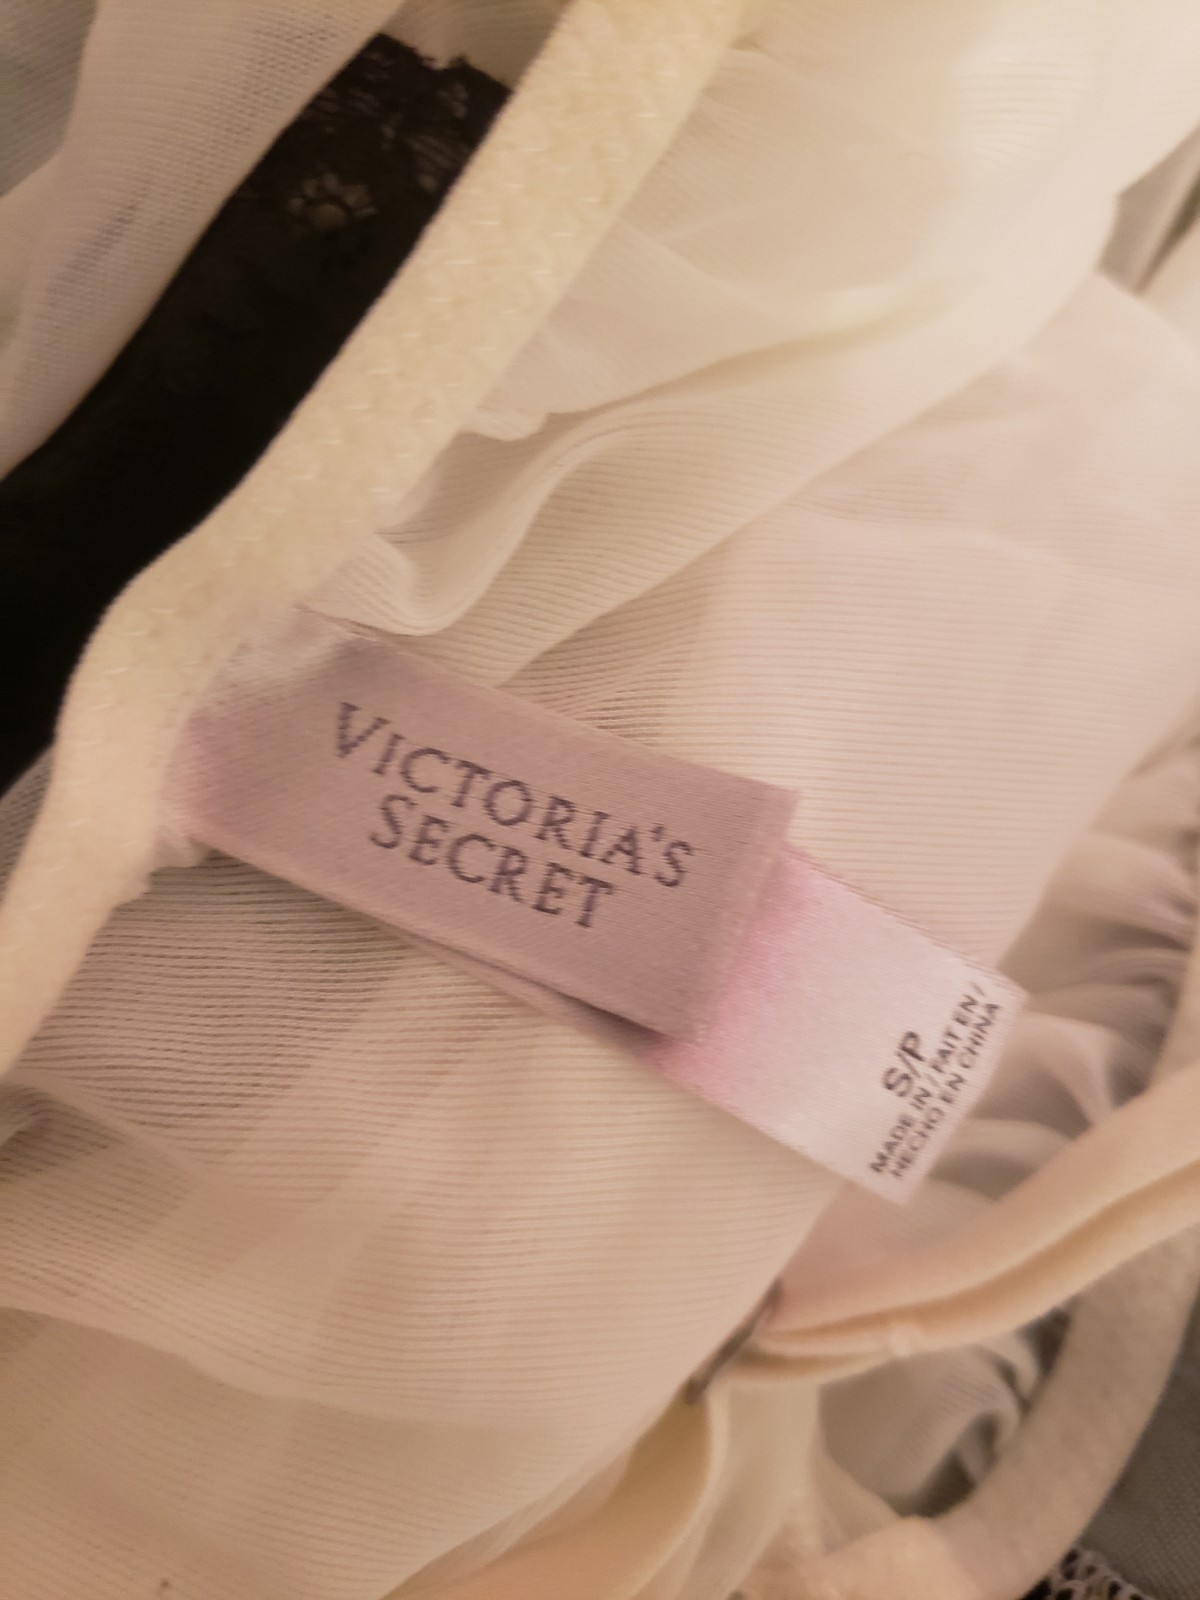 VICTORIA'S
SECRET
S/P
MADE IN / FAIT EN /
HECHO EN CHINA